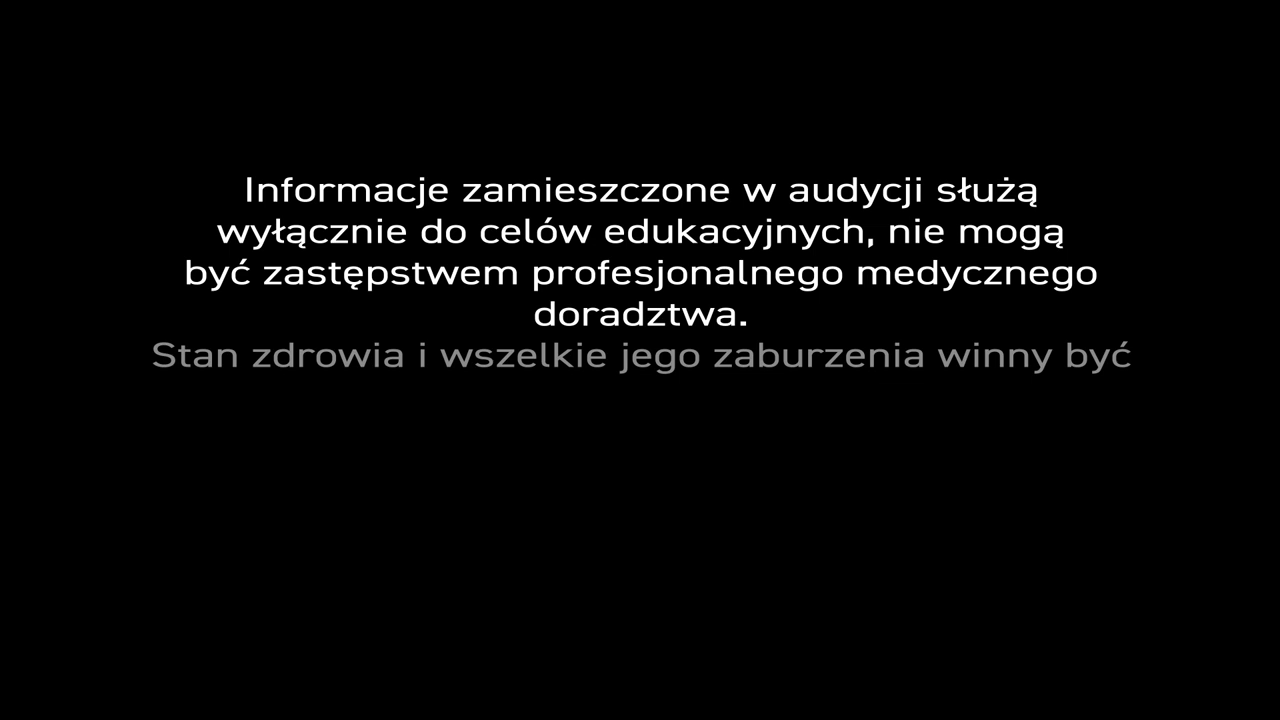 Informacje zamieszczone w audycji służą
wyłącznie do celów edukacyjnych, nie mogą
być zastępstwem profesjonalnego medycznego
doradztwa.
Stan zdrowia i wszelkie jego zaburzenia winny być